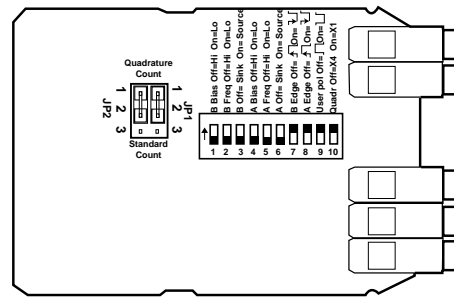 Quadrature
Count
1 1
2 2
3 3
JP2
JP1
Standard
Count
B Bias Off=Hi On=Lo
B Freq Off=Hi On=Lo
B Off= Sink On= Source
A Bias Off=Hi On=Lo
A Freq Off=Hi On=Lo
A Off= Sink On= Source
B Edge Off= On=
A Edge Off= On=
User pol Off= On=
Quadr Off=X4 On=X1
1 2 3 4 5 6 7 8 9 10